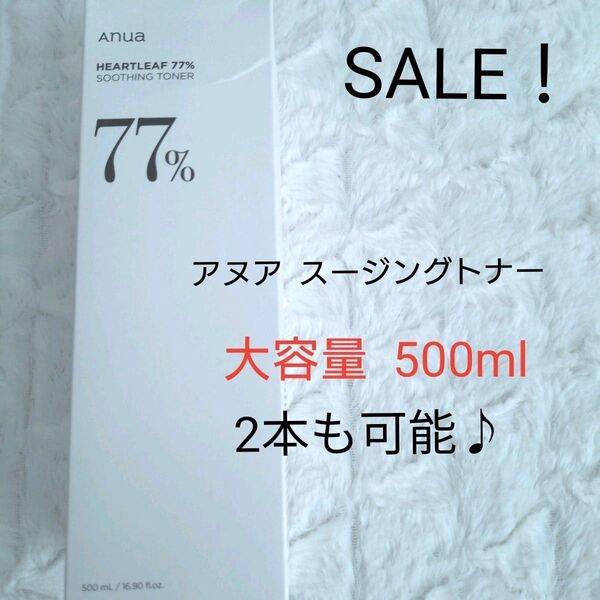 Anua
HEARTLEAF 77%
SOOTHING TONER
77%
SALE！
アヌア スージングトナー
大容量 500ml
2本も可能♪
500 mL / 16.90 fl.oz.